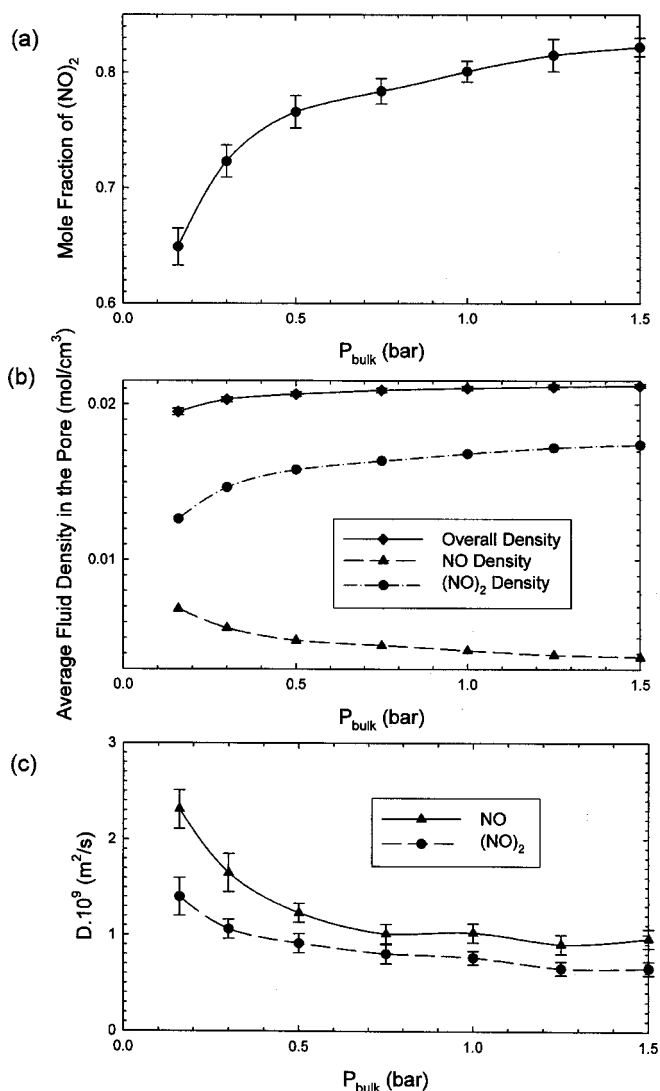 (a)
Mole Fraction of (NO)₂
0.8
0.7
0.6
0.0 0.5 1.0 1.5
P_bulk (bar)
(b)
Average Fluid Density in the Pore (mol/cm³)
0.02
0.01
Overall Density
NO Density
(NO)₂ Density
0.0 0.5 1.0 1.5
P_bulk (bar)
(c)
D.10⁹ (m²/s)
3
2
1
0
NO
(NO)₂
0.0 0.5 1.0 1.5
P_bulk (bar)